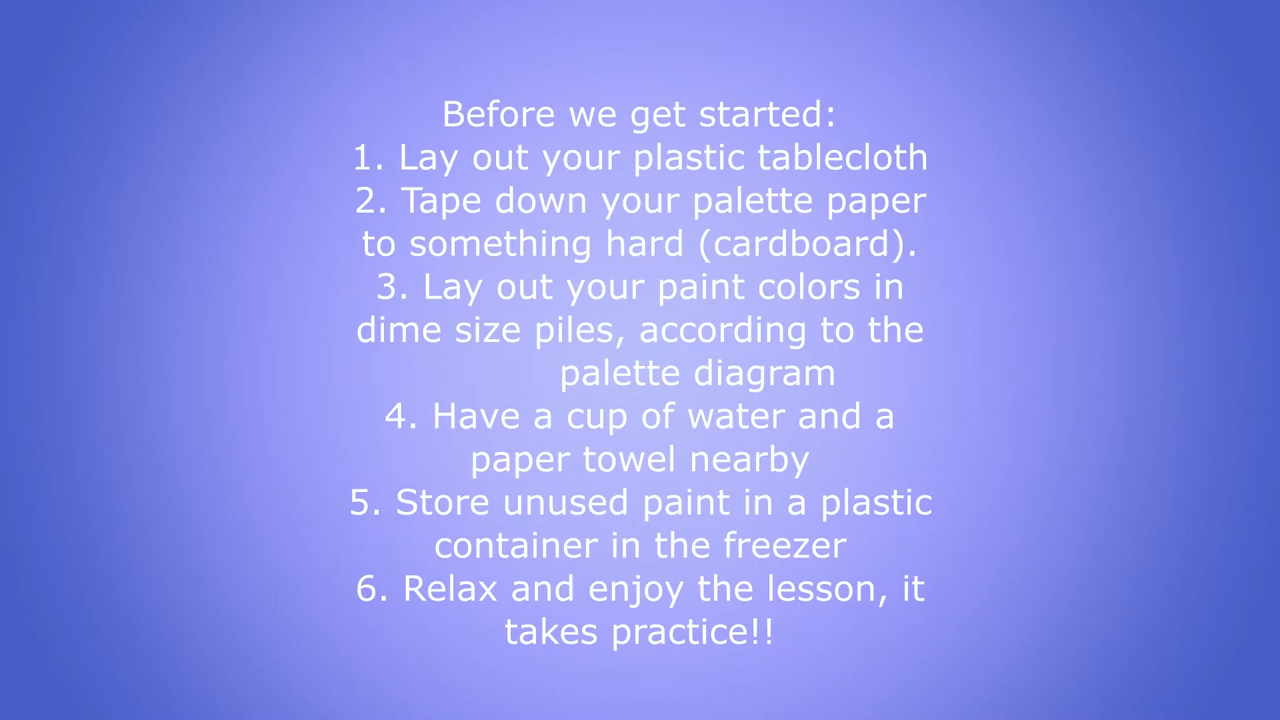 Before we get started:
1. Lay out your plastic tablecloth
2. Tape down your palette paper
to something hard (cardboard).
3. Lay out your paint colors in
dime size piles, according to the
palette diagram
4. Have a cup of water and a
paper towel nearby
5. Store unused paint in a plastic
container in the freezer
6. Relax and enjoy the lesson, it
takes practice!!